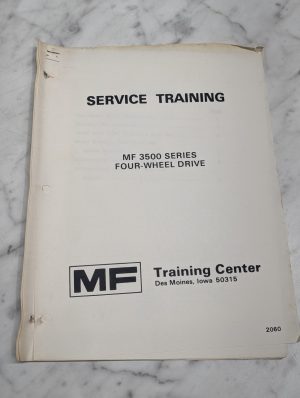 SERVICE TRAINING
MF 3500 SERIES
FOUR-WHEEL DRIVE
MF
Training Center
Des Moines, Iowa 50315
2060